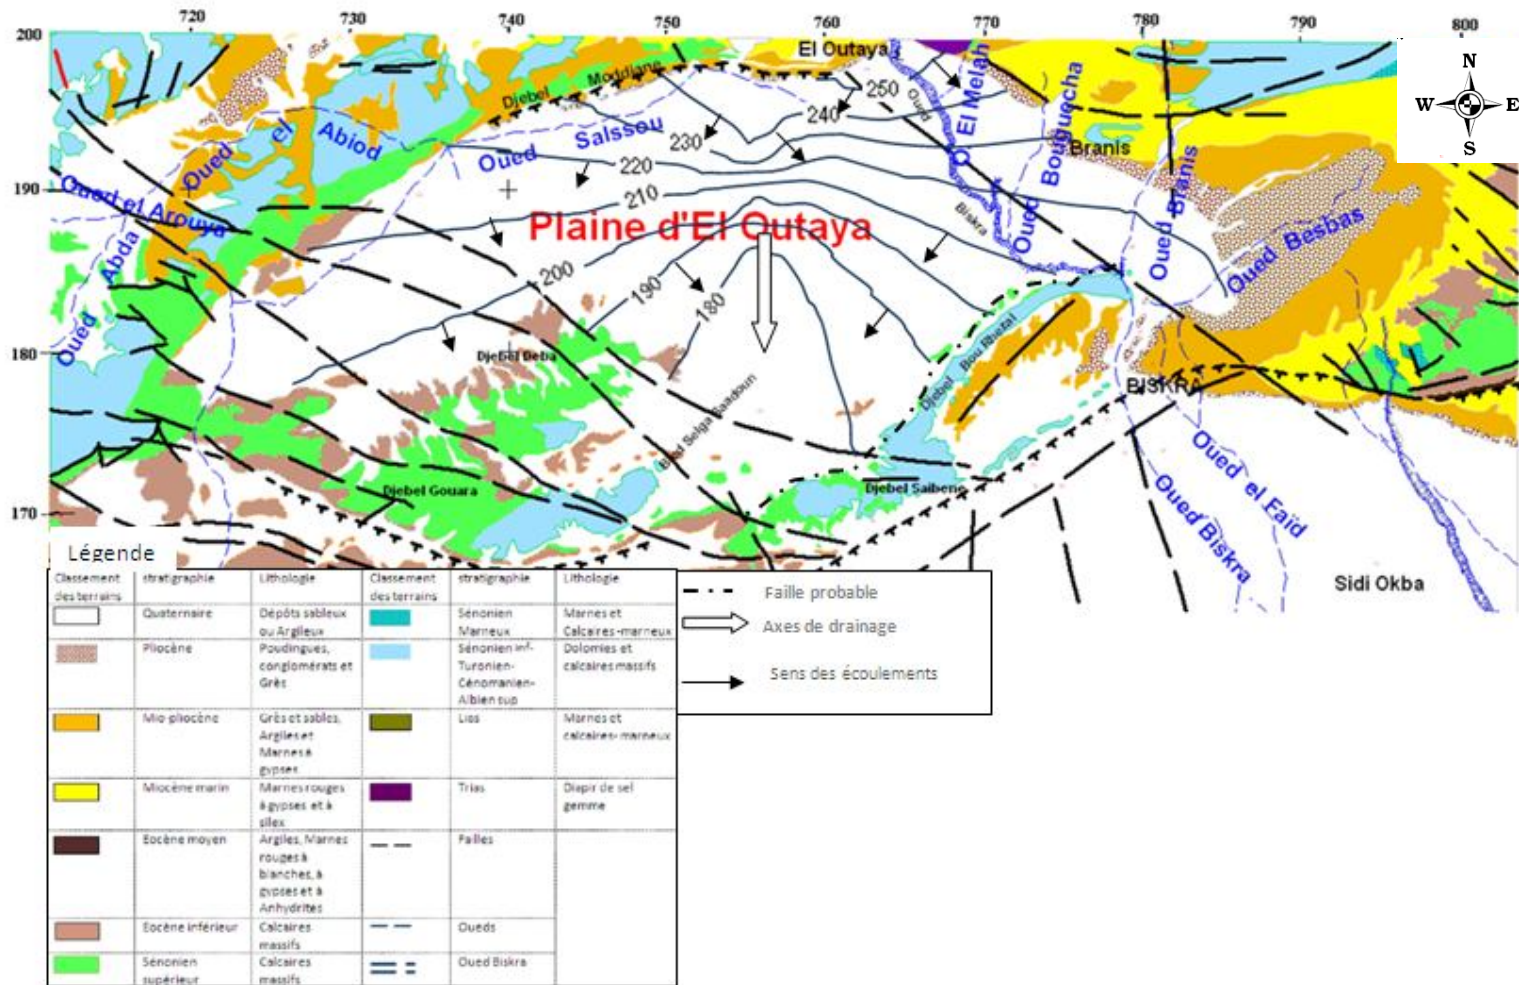 720 730 740 750 760 770 780 790 800
200
190
180
170
N
W E
S
El Outaya
Djebel Moddiane
Oued
Biskra
O El Melah
Oued Bouguecha
Branis
Oued Branis
Oued Besbas
Oued el Abiod
Oued Salssou
Oued et Arouya
Oued Abda
250
240
230
220
210
200
190
180
Plaine d'El Outaya
Djebel Deba
Djebel Bou Rhezal
BISKRA
Djebel Gouara
Djebel Saibene
Oued el Faïd
Oued Biskra
Sidi Okba
Légende
Classement des terrains stratigraphie Lithologie Classement des terrains stratigraphie Lithologie
Quaternaire Dépôts sableux ou Argileux Sénonien Marneux Marnes et Calcaires-marneux
Pliocène Poudingues, conglomérats et Grès Sénonien inf-Turonien-Cénomanien-Albien sup Dolomies et calcaires massifs
Mio-pliocène Grès et sables, Argiles et Marnes à gypses Lias Marnes et calcaires-marneux
Miocène marin Marnes rouges à gypses et à silex Trias Diapir de sel gemme
Eocène moyen Argiles, Marnes rouges à blanches, à gypses et à Anhydrites Failles
Eocène inférieur Calcaires massifs Oueds
Sénonien supérieur Calcaires massifs Oued Biskra
Faille probable
Axes de drainage
Sens des écoulements